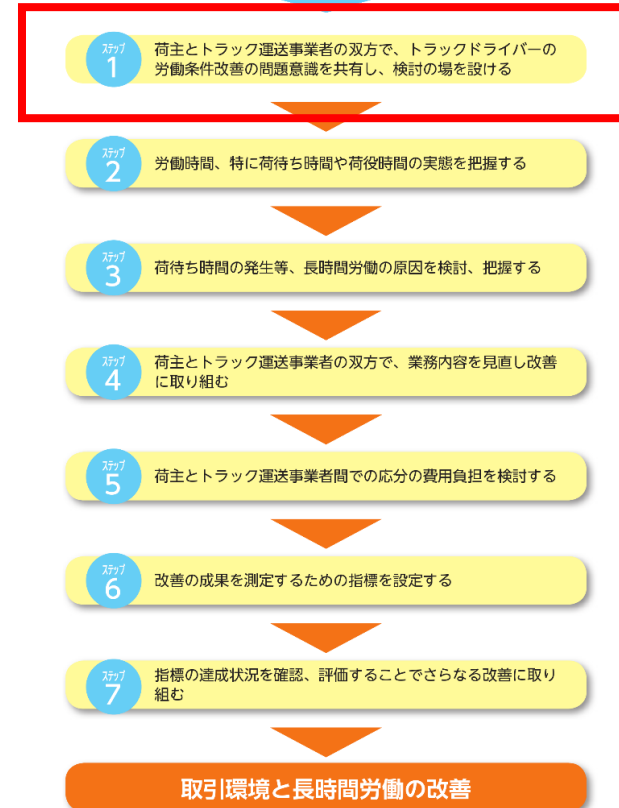 ステップ
1
荷主とトラック運送事業者の双方で、トラックドライバーの
労働条件改善の問題意識を共有し、検討の場を設ける
ステップ
2
労働時間、特に荷待ち時間や荷役時間の実態を把握する
ステップ
3
荷待ち時間の発生等、長時間労働の原因を検討、把握する
ステップ
4
荷主とトラック運送事業者の双方で、業務内容を見直し改善
に取り組む
ステップ
5
荷主とトラック運送事業者間での応分の費用負担を検討する
ステップ
6
改善の成果を測定するための指標を設定する
ステップ
7
指標の達成状況を確認、評価することでさらなる改善に取り
組む
取引環境と長時間労働の改善